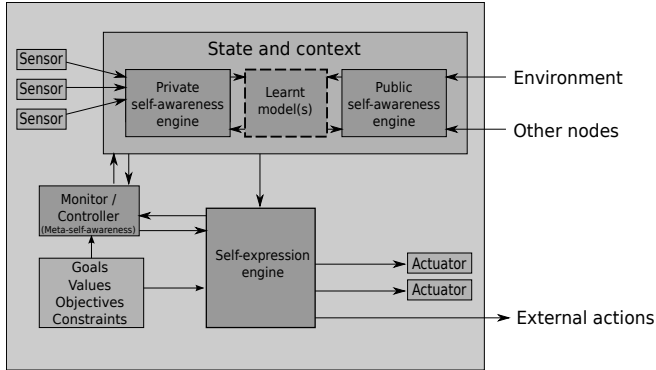 State and context
Sensor
Sensor
Sensor
Private
self-awareness
engine
Learnt
model(s)
Public
self-awareness
engine
Environment
Other nodes
Monitor /
Controller
(Meta-self-awareness)
Goals
Values
Objectives
Constraints
Self-expression
engine
Actuator
Actuator
External actions